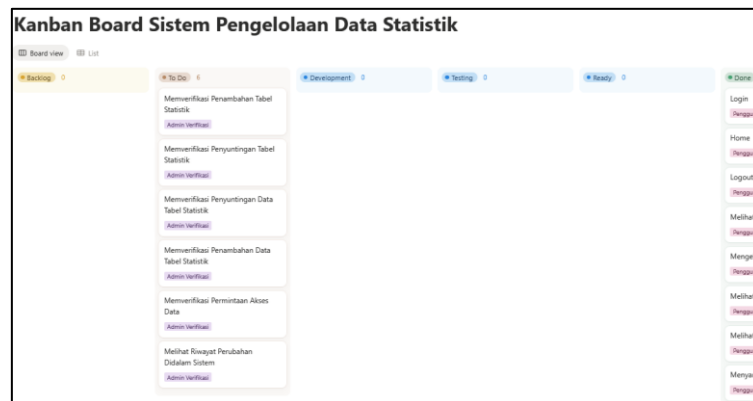 Kanban Board Sistem Pengelolaan Data Statistik
Board view List
Backlog 0
To Do 6
Memverifikasi Penambahan Tabel
Statistik
Admin Verifikasi
Memverifikasi Penyuntingan Tabel
Statistik
Admin Verifikasi
Memverifikasi Penyuntingan Data
Tabel Statistik
Admin Verifikasi
Memverifikasi Penambahan Data
Tabel Statistik
Admin Verifikasi
Memverifikasi Permintaan Akses
Data
Admin Verifikasi
Melihat Riwayat Perubahan
Didalam Sistem
Admin Verifikasi
Development 0
Testing 0
Ready 0
Done
Login
Home
Logout